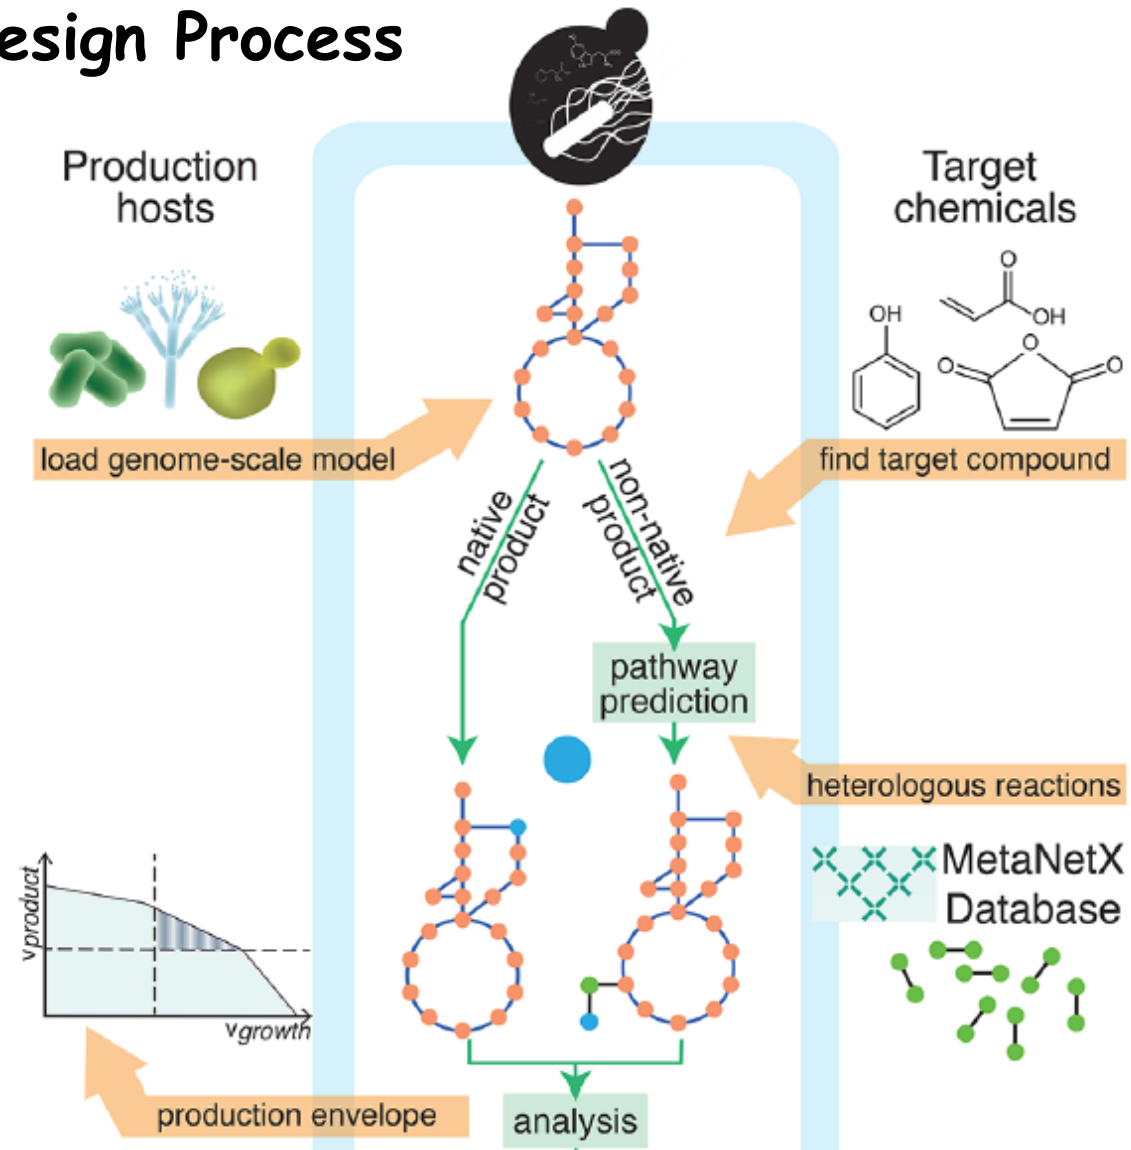 esign Process
Production
hosts
Target
chemicals
O
OH
OH
O
O
O
load genome-scale model
find target compound
native
product
non-native
product
pathway
prediction
heterologous reactions
MetaNetX
Database
vproduct
vgrowth
production envelope
analysis